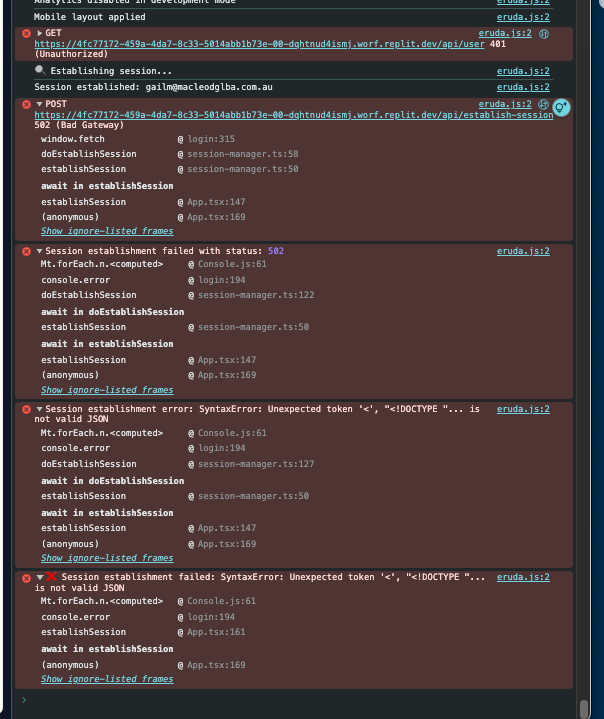 Analytics disabled in development mode eruda.js:2
Mobile layout applied eruda.js:2
GET eruda.js:2
https://4fc77172-459a-4da7-8c33-5014abb1b73e-00-dqhtnud4ismj.worf.replit.dev/api/user 401
(Unauthorized)
Establishing session... eruda.js:2
Session established: gailm@macleodglba.com.au eruda.js:2
POST eruda.js:2
https://4fc77172-459a-4da7-8c33-5014abb1b73e-00-dqhtnud4ismj.worf.replit.dev/api/establish-session
502 (Bad Gateway)
window.fetch @ login:315
doEstablishSession @ session-manager.ts:58
establishSession @ session-manager.ts:50
await in establishSession
establishSession @ App.tsx:147
(anonymous) @ App.tsx:169
Show ignore-listed frames
Session establishment failed with status: 502 eruda.js:2
Mt.forEach.n.<computed> @ Console.js:61
console.error @ login:194
doEstablishSession @ session-manager.ts:122
await in doEstablishSession
establishSession @ session-manager.ts:50
await in establishSession
establishSession @ App.tsx:147
(anonymous) @ App.tsx:169
Show ignore-listed frames
Session establishment error: SyntaxError: Unexpected token '<', "<!DOCTYPE "... is eruda.js:2
not valid JSON
Mt.forEach.n.<computed> @ Console.js:61
console.error @ login:194
doEstablishSession @ session-manager.ts:127
await in doEstablishSession
establishSession @ session-manager.ts:50
await in establishSession
establishSession @ App.tsx:147
(anonymous) @ App.tsx:169
Show ignore-listed frames
❌ Session establishment failed: SyntaxError: Unexpected token '<', "<!DOCTYPE "... eruda.js:2
is not valid JSON
Mt.forEach.n.<computed> @ Console.js:61
console.error @ login:194
establishSession @ App.tsx:161
await in establishSession
(anonymous) @ App.tsx:169
Show ignore-listed frames